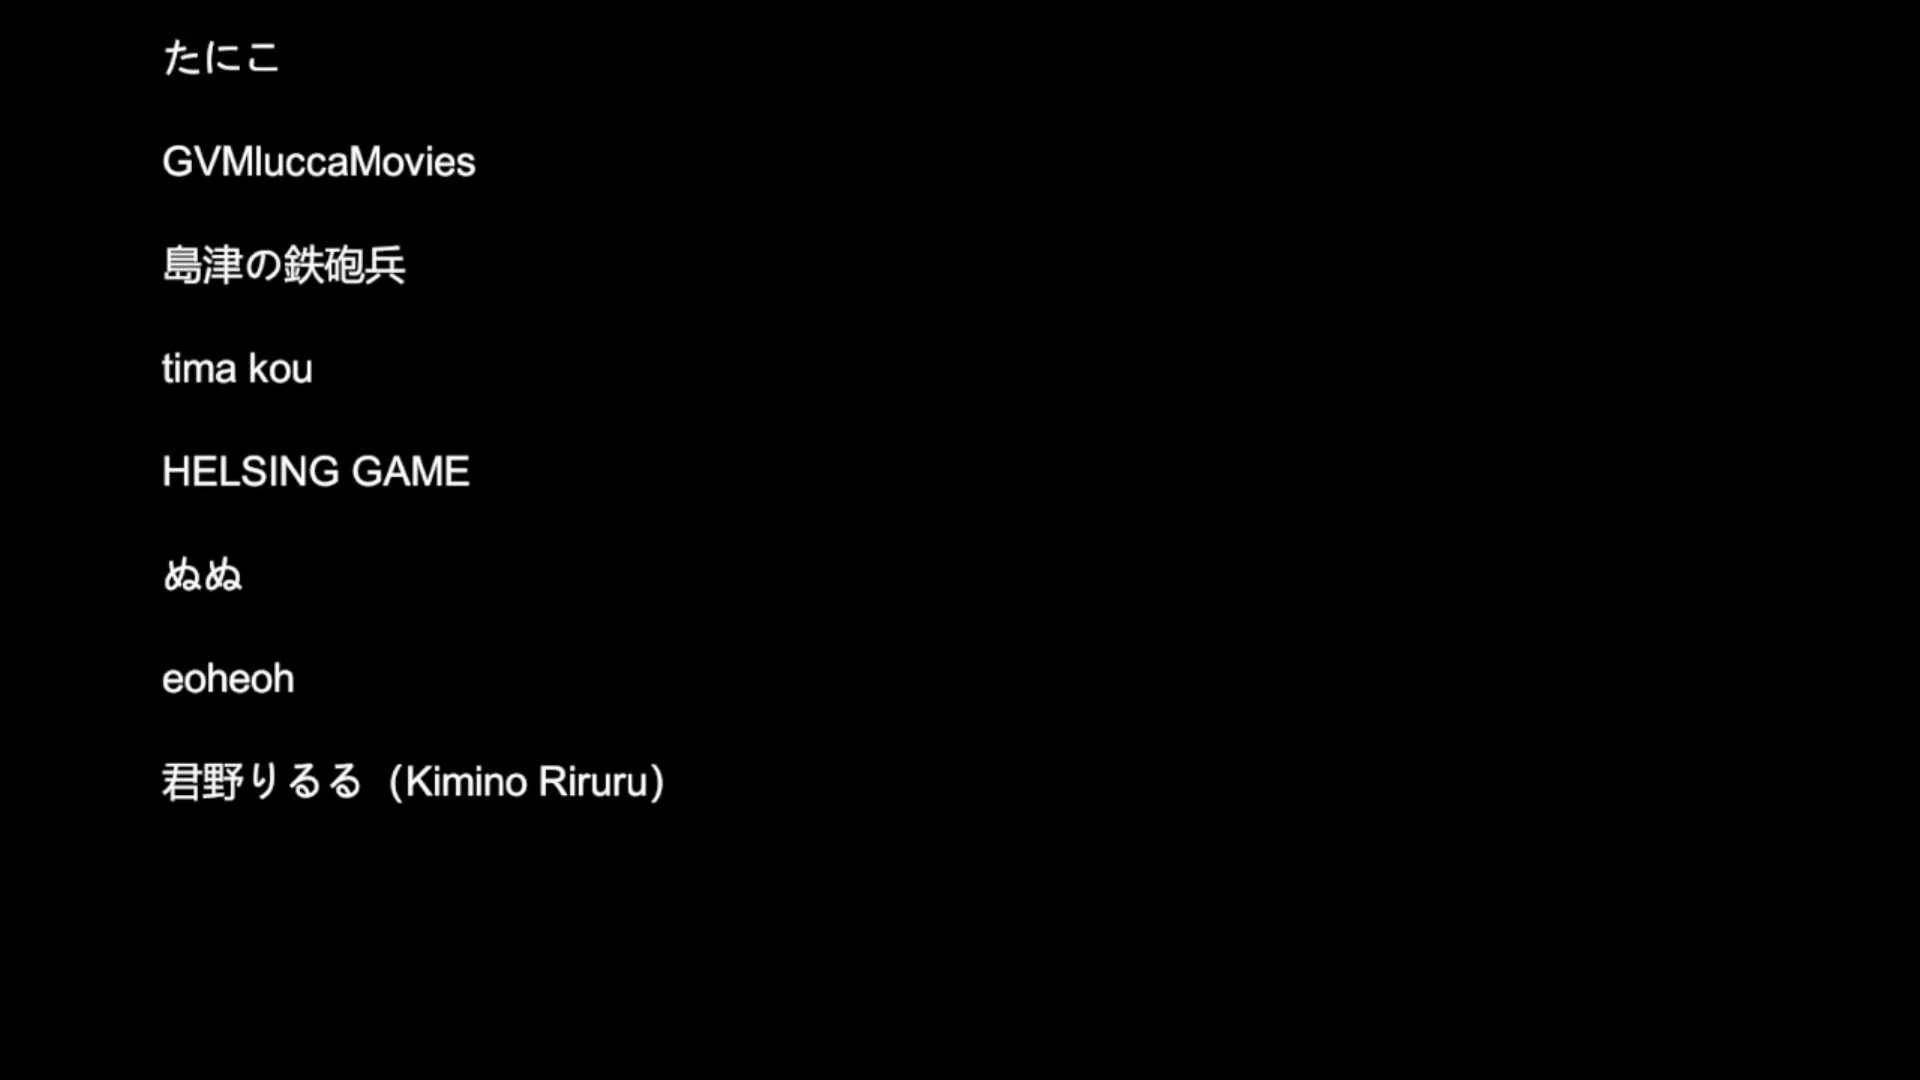 たにこ
GVMluccaMovies
島津の鉄砲兵
tima kou
HELSING GAME
ぬぬ
eoheoh
君野りるる（Kimino Riruru）